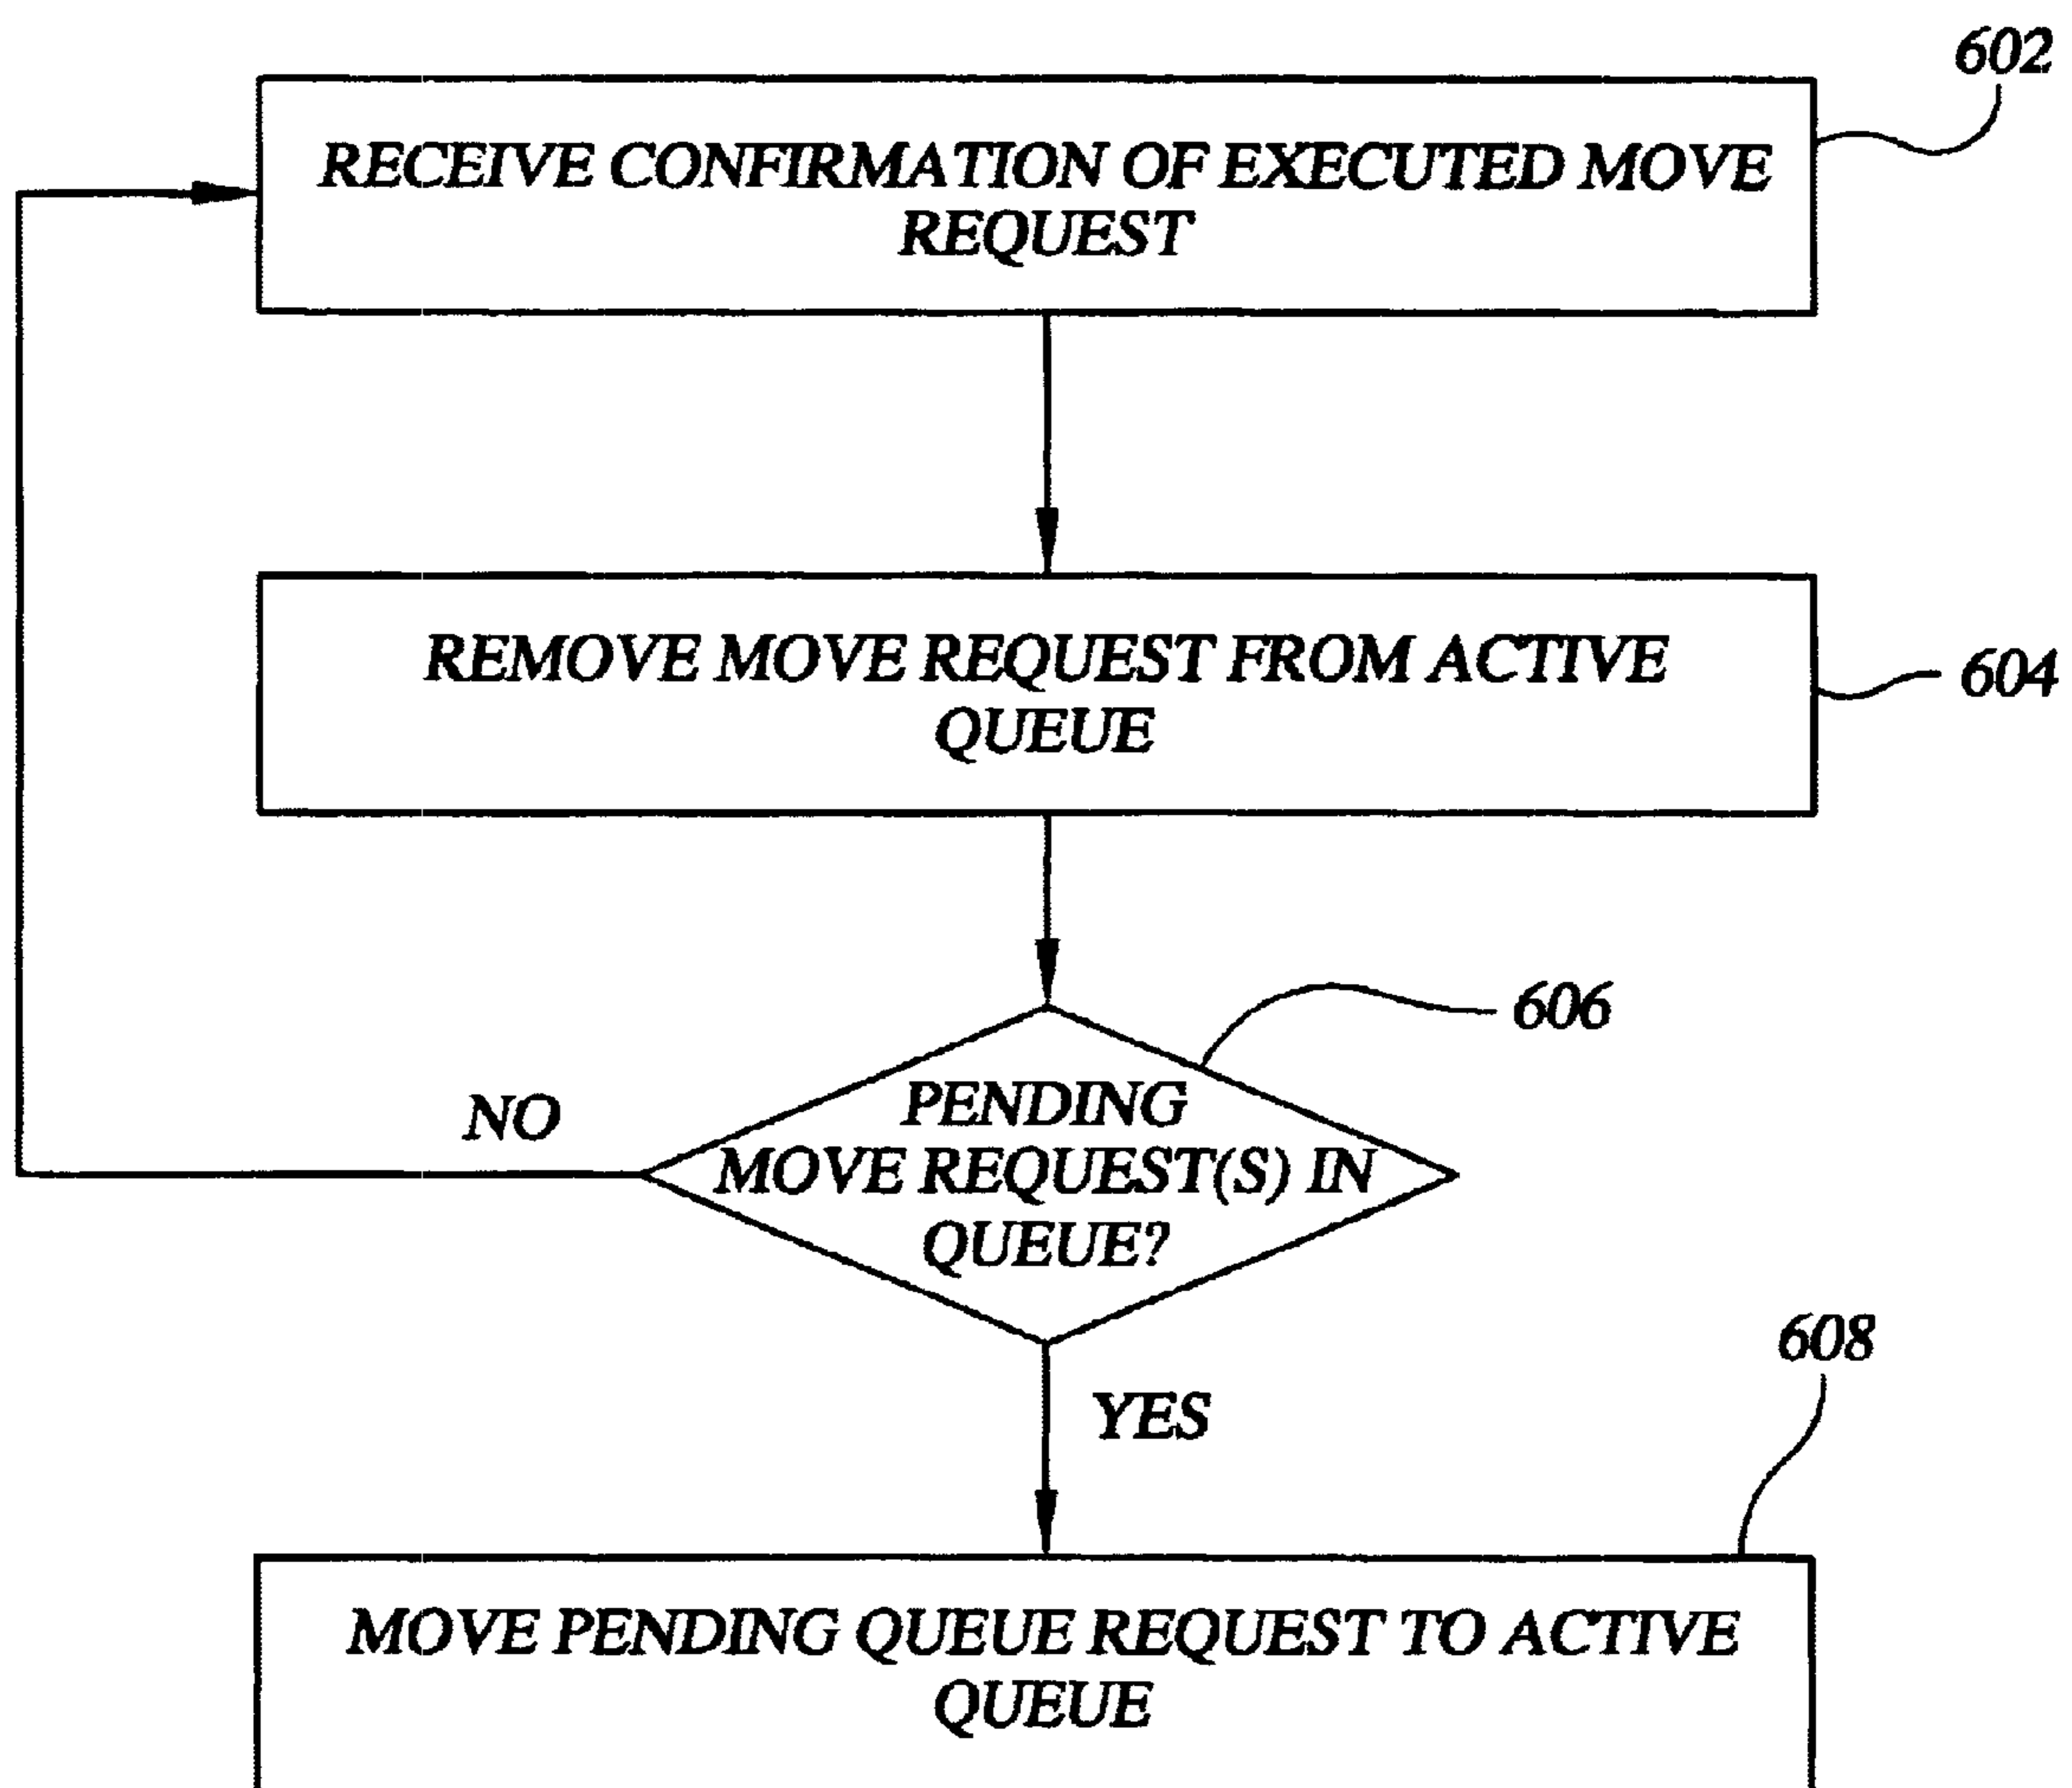 602
RECEIVE CONFIRMATION OF EXECUTED MOVE
REQUEST
REMOVE MOVE REQUEST FROM ACTIVE
QUEUE
604
606
PENDING
MOVE REQUEST(S) IN
QUEUE?
NO
YES
608
MOVE PENDING QUEUE REQUEST TO ACTIVE
QUEUE